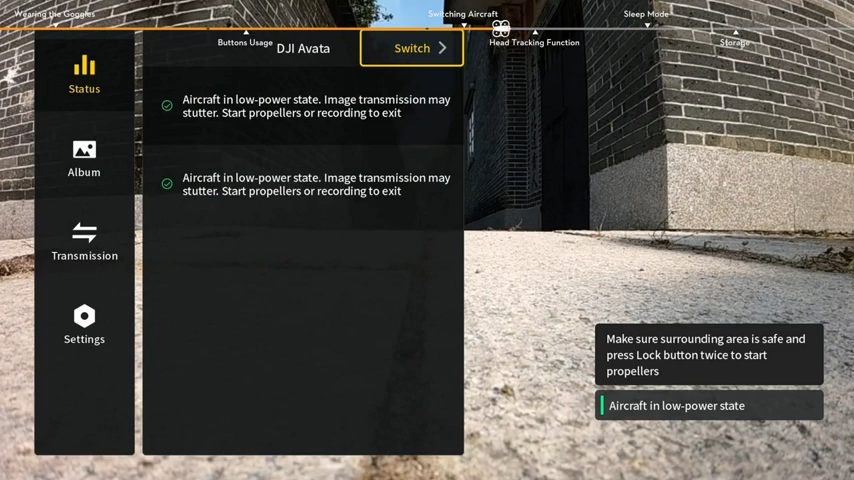 Wearing the Goggles
Switching Aircraft
Sleep Mode
Buttons Usage
Head Tracking Function
Storage
DJI Avata
Switch
Status
Album
Transmission
Settings
Aircraft in low-power state. Image transmission may
stutter. Start propellers or recording to exit
Aircraft in low-power state. Image transmission may
stutter. Start propellers or recording to exit
Make sure surrounding area is safe and
press Lock button twice to start
propellers
Aircraft in low-power state